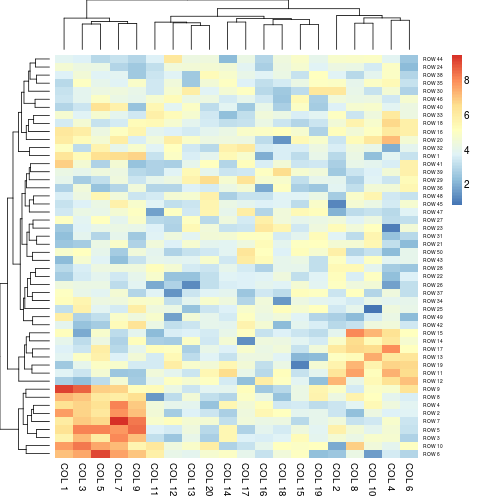 ROW 44
ROW 24
ROW 38
ROW 35
ROW 30
ROW 46
ROW 40
ROW 33
ROW 18
ROW 16
ROW 20
ROW 32
ROW 1
ROW 41
ROW 39
ROW 29
ROW 36
ROW 48
ROW 45
ROW 47
ROW 27
ROW 23
ROW 31
ROW 21
ROW 50
ROW 43
ROW 28
ROW 22
ROW 26
ROW 37
ROW 34
ROW 25
ROW 49
ROW 42
ROW 15
ROW 14
ROW 17
ROW 13
ROW 19
ROW 11
ROW 12
ROW 9
ROW 8
ROW 4
ROW 2
ROW 7
ROW 5
ROW 3
ROW 10
ROW 6
8
6
4
2
COL 1
COL 3
COL 5
COL 7
COL 9
COL 11
COL 12
COL 13
COL 20
COL 14
COL 17
COL 16
COL 18
COL 15
COL 19
COL 2
COL 8
COL 10
COL 4
COL 6